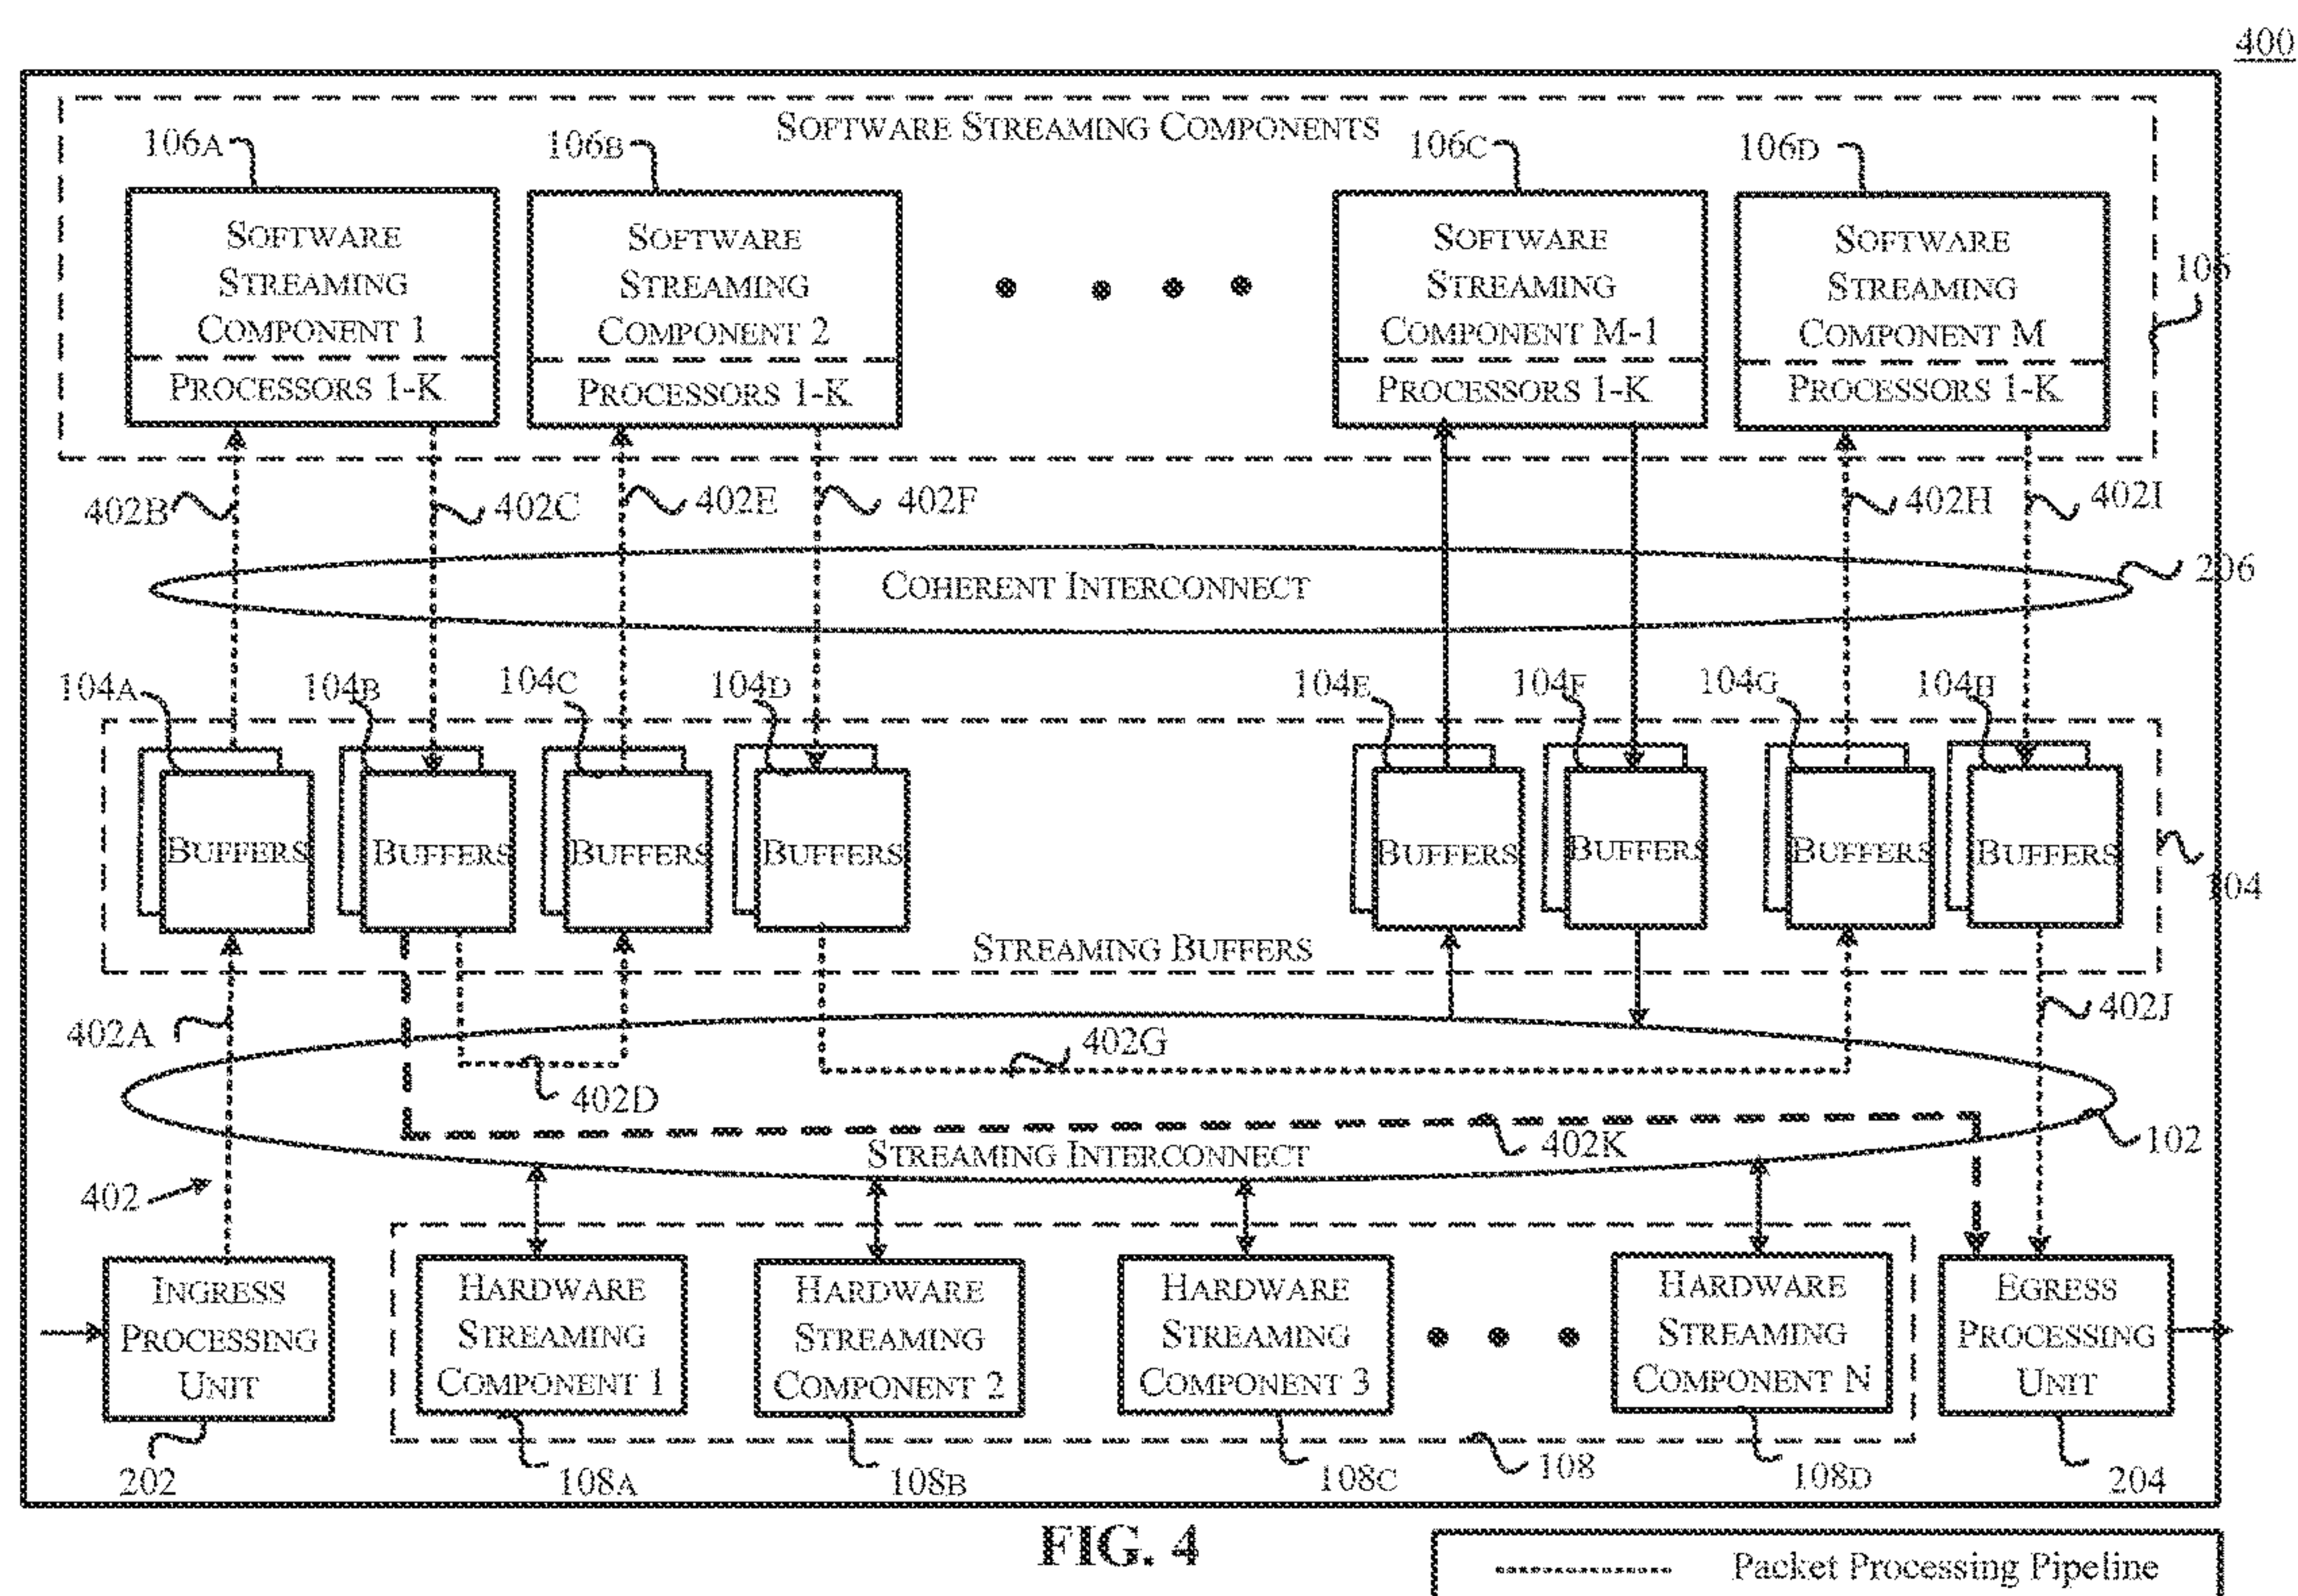 400
SOFTWARE STREAMING COMPONENTS
106A
106B
106C
106D
SOFTWARE
STREAMING
COMPONENT 1
PROCESSORS 1-K
SOFTWARE
STREAMING
COMPONENT 2
PROCESSORS 1-K
SOFTWARE
STREAMING
COMPONENT M-1
PROCESSORS 1-K
SOFTWARE
STREAMING
COMPONENT M
PROCESSORS 1-K
106
402B
402C
402E
402F
402H
402I
COHERENT INTERCONNECT
206
104A
104B
104C
104D
104E
104F
104G
104H
BUFFERS
BUFFERS
BUFFERS
BUFFERS
BUFFERS
BUFFERS
BUFFERS
BUFFERS
104
STREAMING BUFFERS
402A
402G
402J
402D
402K
STREAMING INTERCONNECT
102
402
INGRESS
PROCESSING
UNIT
HARDWARE
STREAMING
COMPONENT 1
HARDWARE
STREAMING
COMPONENT 2
HARDWARE
STREAMING
COMPONENT 3
HARDWARE
STREAMING
COMPONENT N
EGRESS
PROCESSING
UNIT
202
108A
108B
108C
108
108D
204
FIG. 4
Packet Processing Pipeline